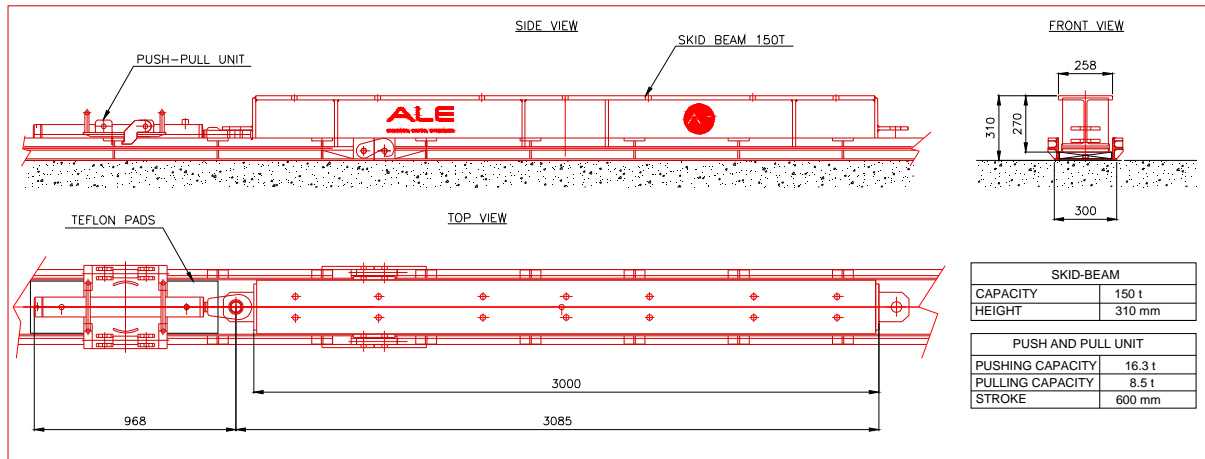 SIDE VIEW
FRONT VIEW
PUSH-PULL UNIT
SKID BEAM 150T
258
310
270
300
ALE
TEFLON PADS
TOP VIEW
3000
968
3085
SKID-BEAM
CAPACITY 150 t
HEIGHT 310 mm
PUSH AND PULL UNIT
PUSHING CAPACITY 16.3 t
PULLING CAPACITY 8.5 t
STROKE 600 mm